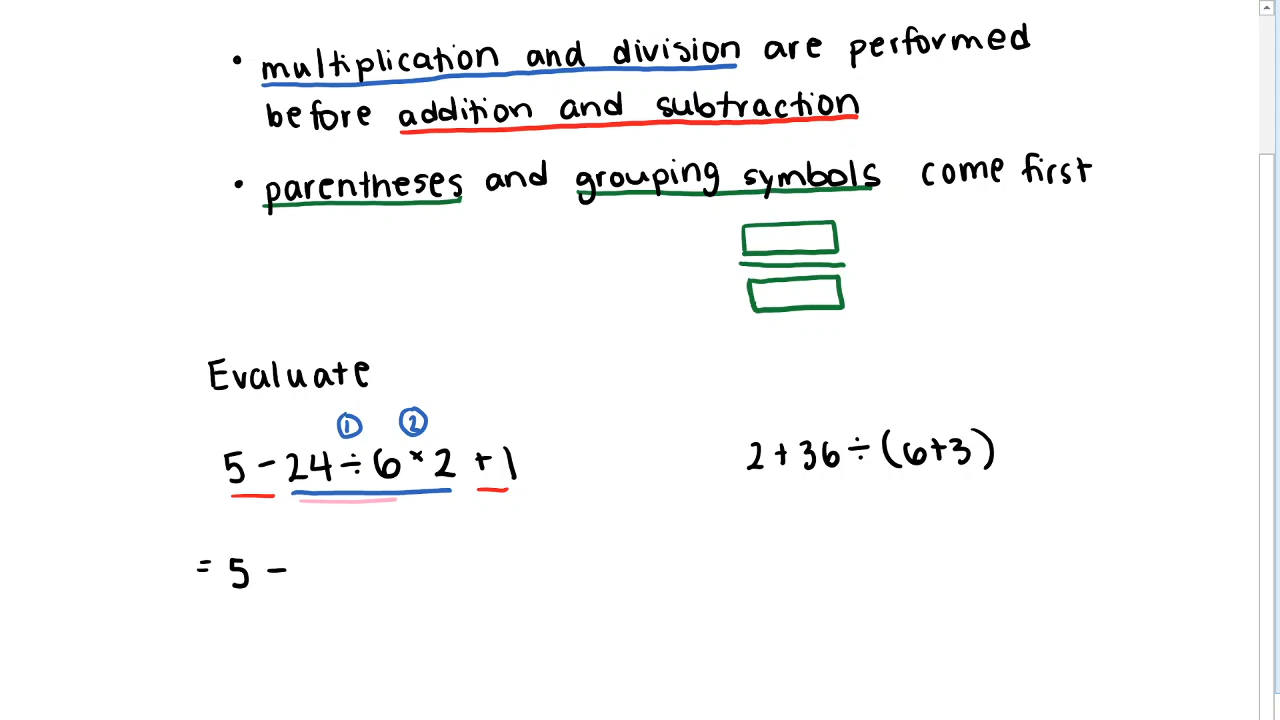 • multiplication and division are performed
before addition and subtraction
• parentheses and grouping symbols come first
Evaluate
① ②
5 - 24 ÷ 6 × 2 + 1
2 + 36 ÷ (6+3)
= 5 -